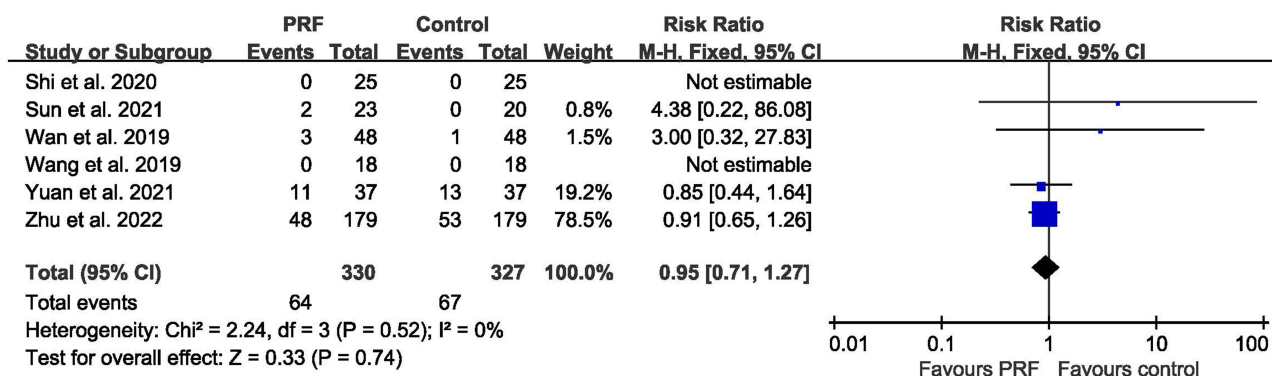 PRF Control Risk Ratio Risk Ratio
Study or Subgroup Events Total Events Total Weight M-H, Fixed, 95% CI M-H, Fixed, 95% CI
Shi et al. 2020 0 25 0 25 Not estimable
Sun et al. 2021 2 23 0 20 0.8% 4.38 [0.22, 86.08]
Wan et al. 2019 3 48 1 48 1.5% 3.00 [0.32, 27.83]
Wang et al. 2019 0 18 0 18 Not estimable
Yuan et al. 2021 11 37 13 37 19.2% 0.85 [0.44, 1.64]
Zhu et al. 2022 48 179 53 179 78.5% 0.91 [0.65, 1.26]
Total (95% CI) 330 327 100.0% 0.95 [0.71, 1.27]
Total events 64 67
Heterogeneity: Chi² = 2.24, df = 3 (P = 0.52); I² = 0%
Test for overall effect: Z = 0.33 (P = 0.74)
0.01 0.1 1 10 100
Favours PRF Favours control